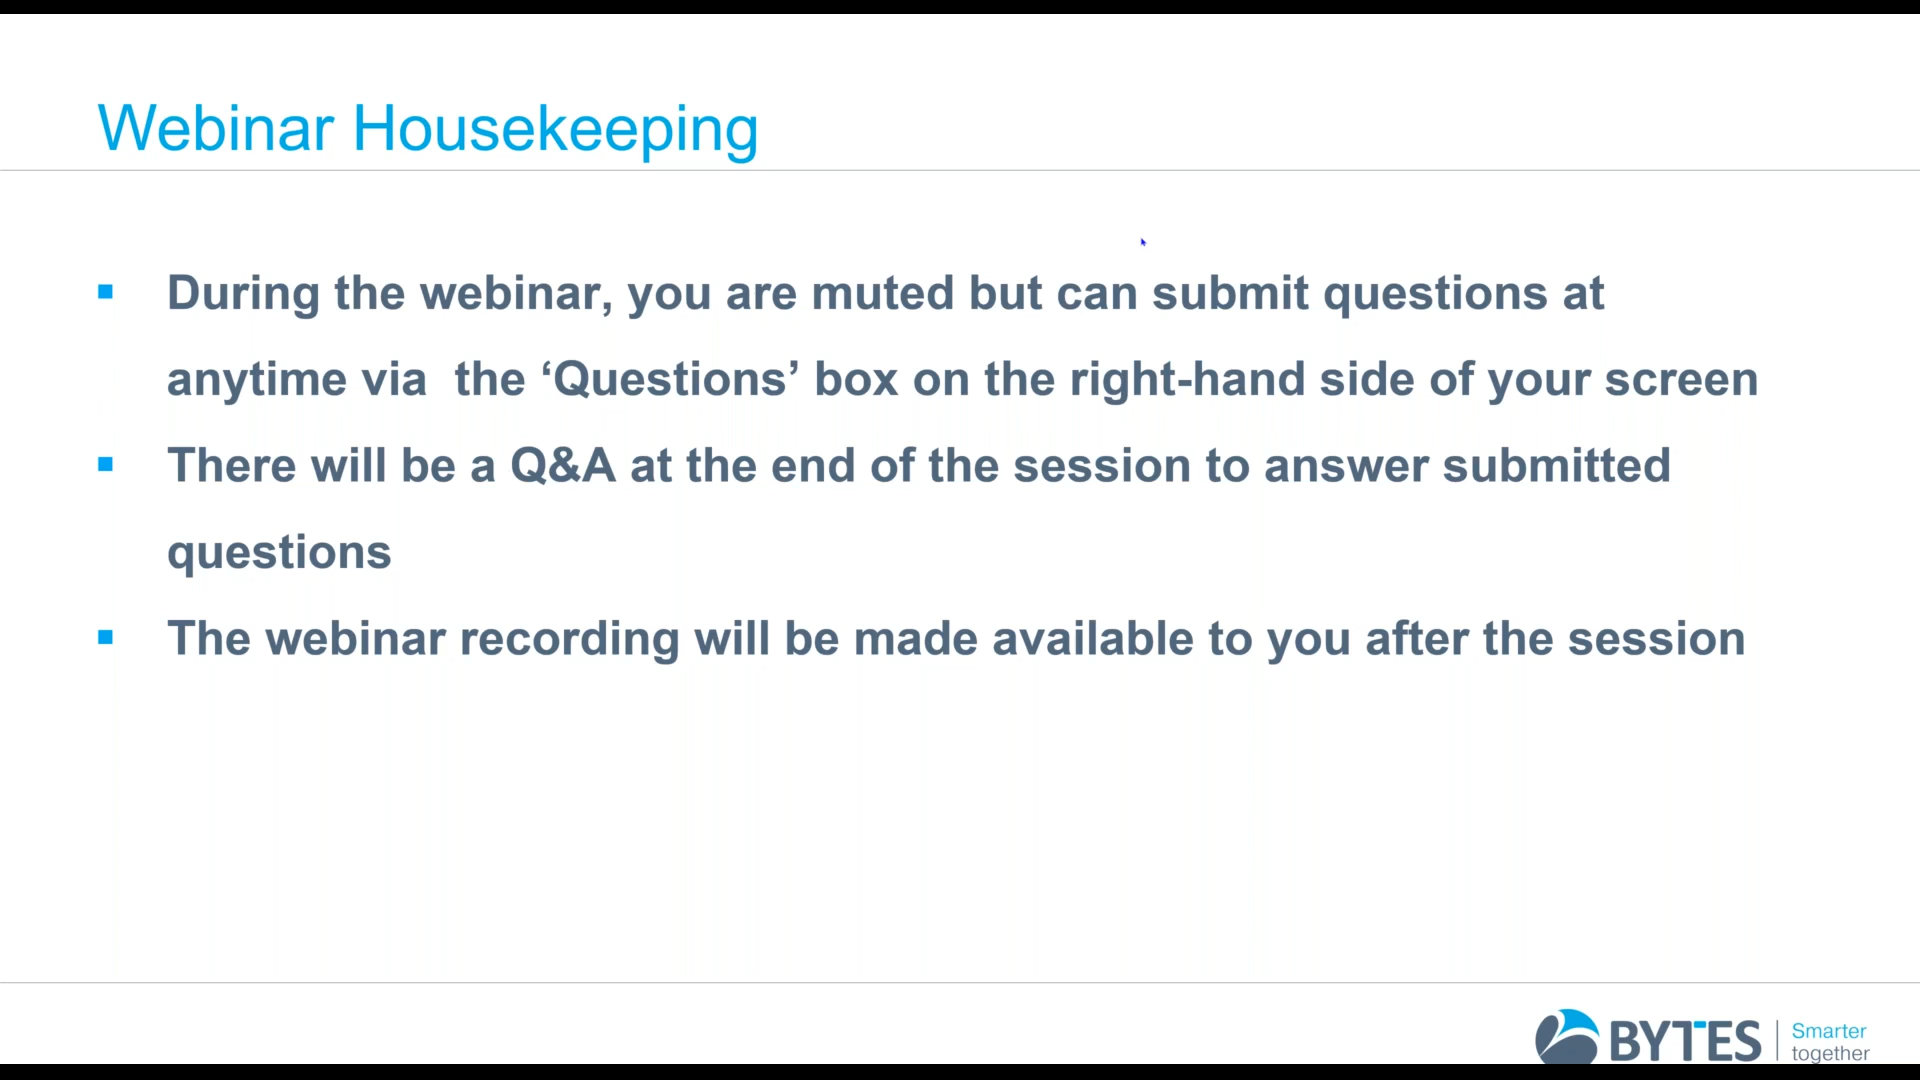 Webinar Housekeeping
▪ During the webinar, you are muted but can submit questions at
anytime via  the ‘Questions’ box on the right-hand side of your screen
▪ There will be a Q&A at the end of the session to answer submitted
questions
▪ The webinar recording will be made available to you after the session
BYTES
Smarter
together